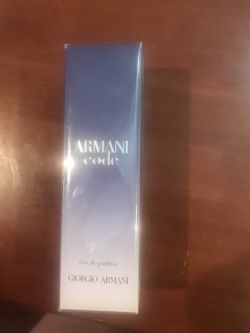 ARMANI
code
eau de parfum
GIORGIO ARMANI